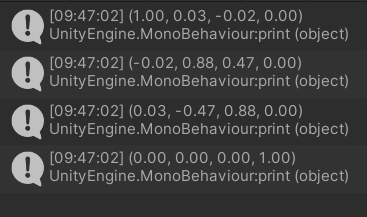 [09:47:02] (1.00, 0.03, -0.02, 0.00)
UnityEngine.MonoBehaviour:print (object)
[09:47:02] (-0.02, 0.88, 0.47, 0.00)
UnityEngine.MonoBehaviour:print (object)
[09:47:02] (0.03, -0.47, 0.88, 0.00)
UnityEngine.MonoBehaviour:print (object)
[09:47:02] (0.00, 0.00, 0.00, 1.00)
UnityEngine.MonoBehaviour:print (object)